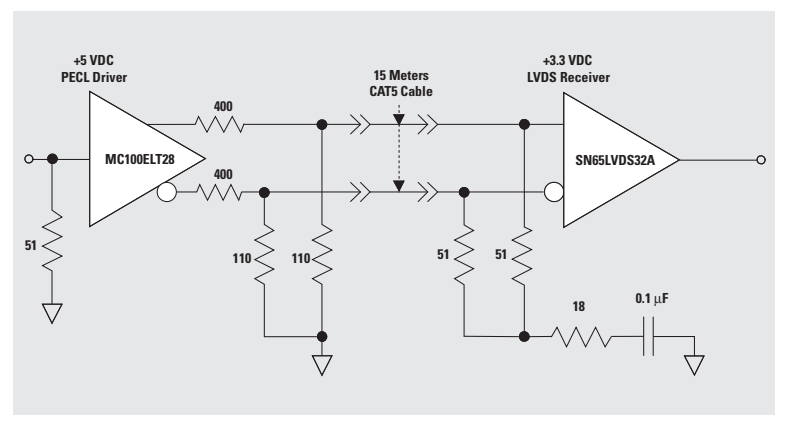 +5 VDC
PECL Driver
15 Meters
CAT5 Cable
+3.3 VDC
LVDS Receiver
400
MC100ELT28
SN65LVDS32A
400
51
110
110
51
51
18
0.1 µF